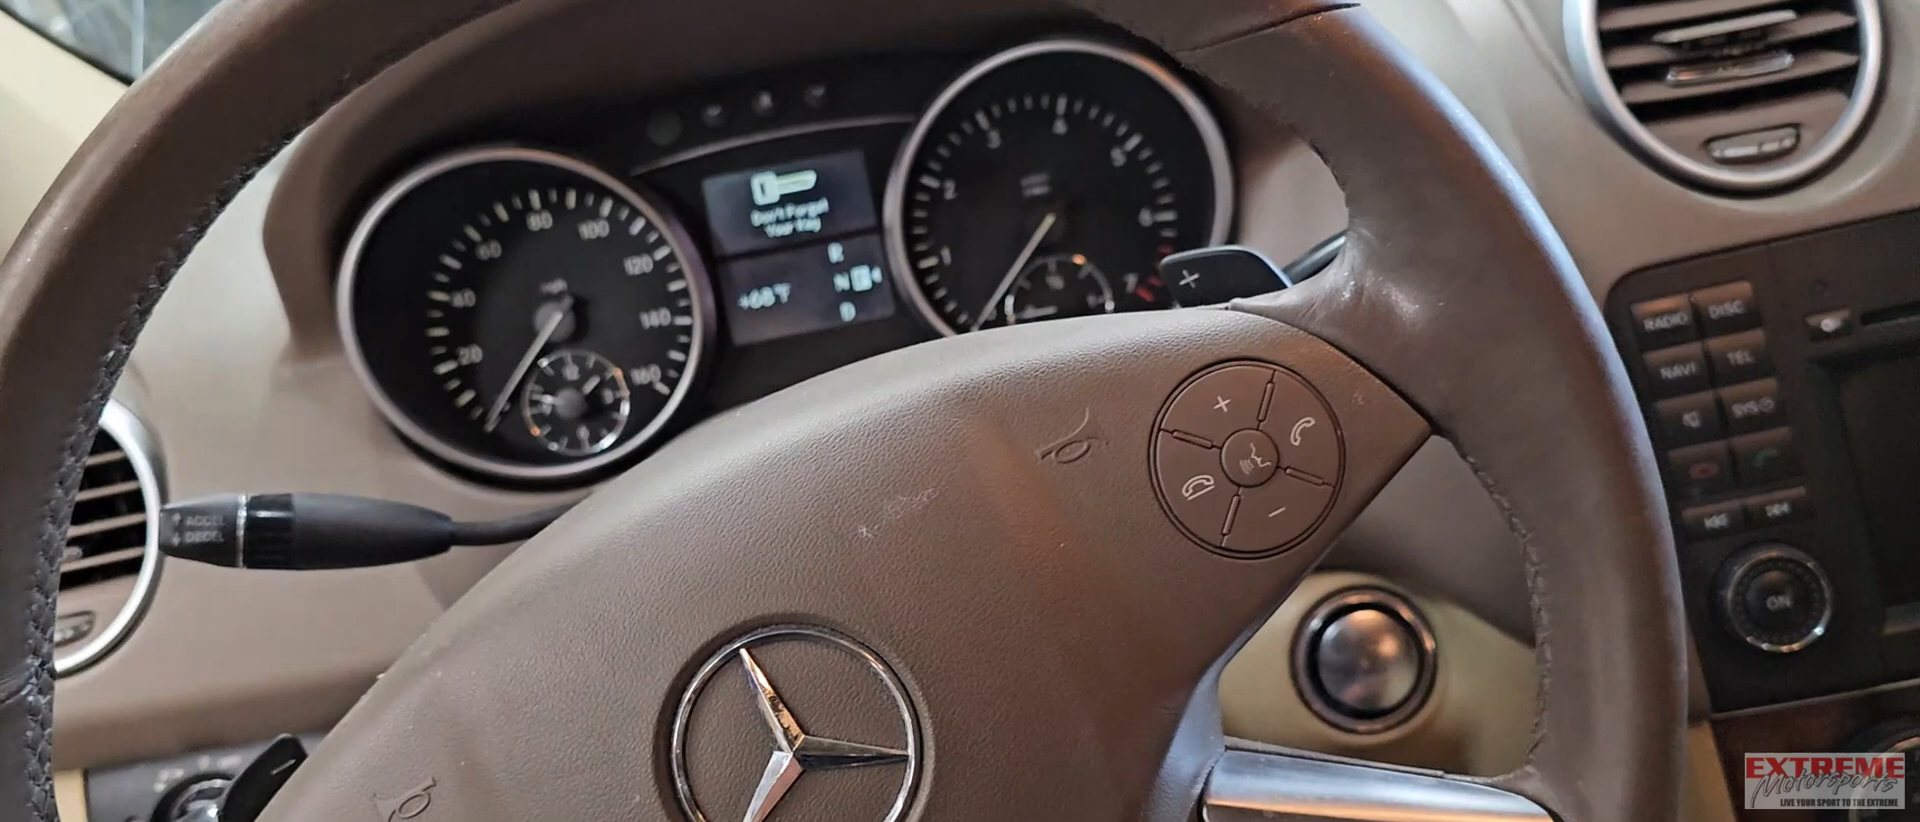 20
40
60
80
100
120
140
160
mph
Don't Forget
Your Key
+68°F
R
N P
D
1
2
3
4
5
6
7
+
-
ACCEL
DECEL
RADIO DISC
NAVI TEL
SYS
ON
EXTREME
Motorsports
LIVE YOUR SPORT TO THE EXTREME